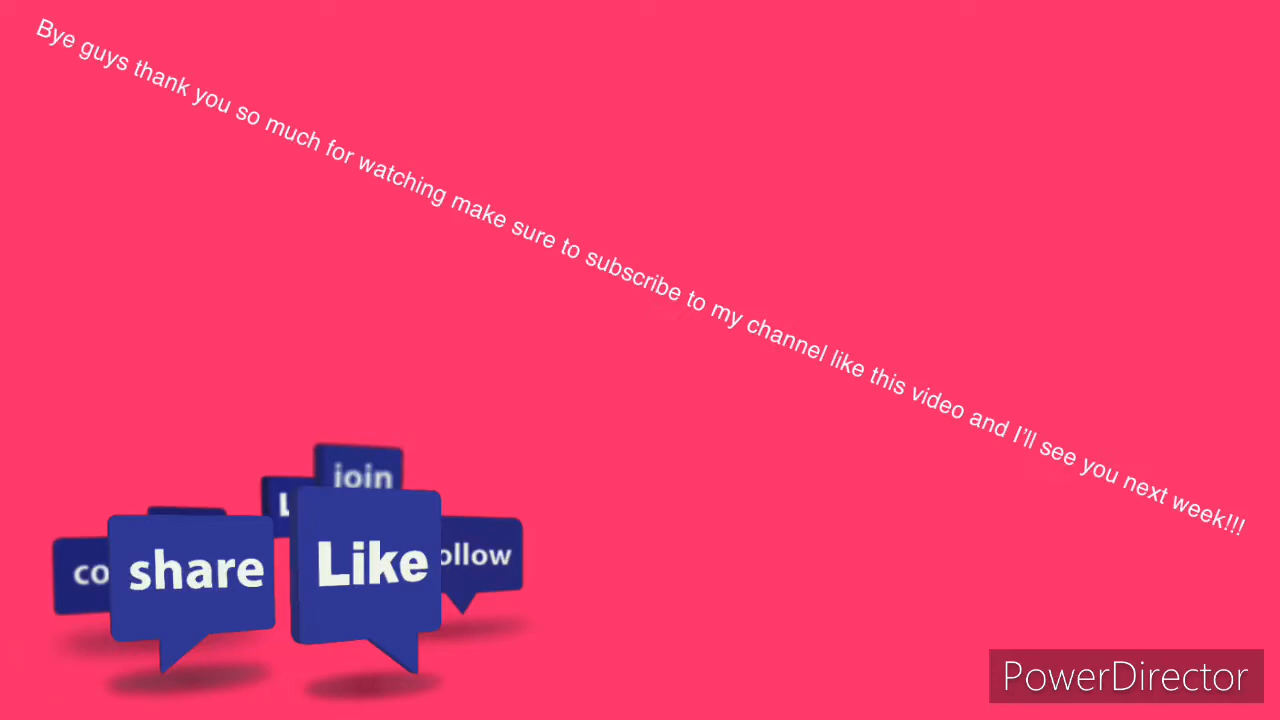 Bye guys thank you so much for watching make sure to subscribe to my channel like this video and I'll see you next week!!!
join
share
Like
PowerDirector